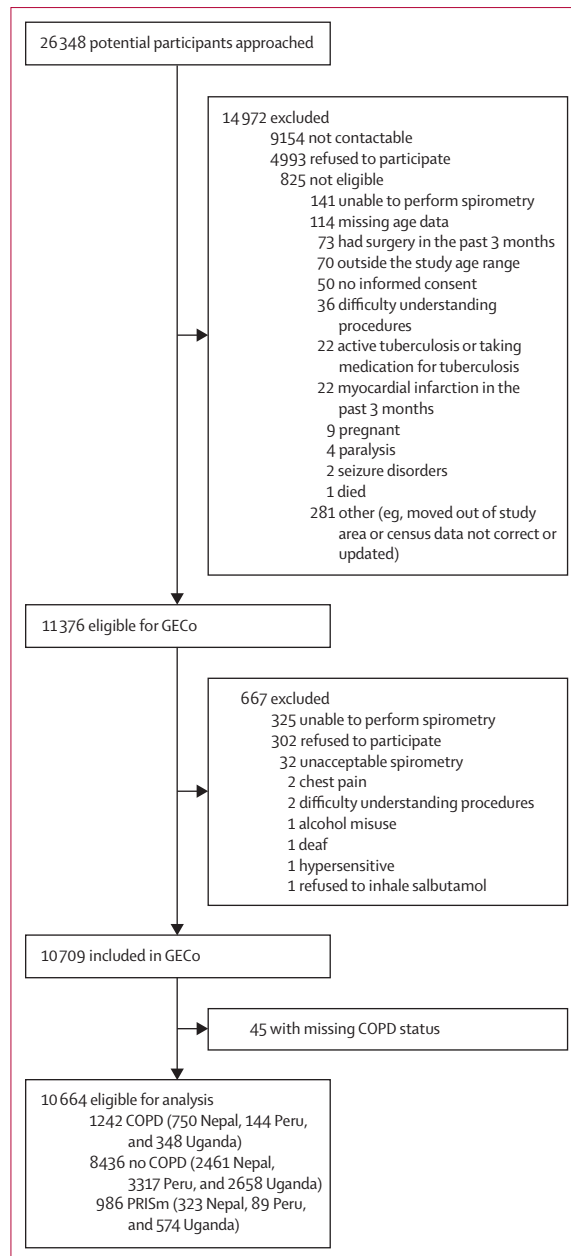 26 348 potential participants approached
14 972 excluded
9154 not contactable
4993 refused to participate
825 not eligible
141 unable to perform spirometry
114 missing age data
73 had surgery in the past 3 months
70 outside the study age range
50 no informed consent
36 difficulty understanding
procedures
22 active tuberculosis or taking
medication for tuberculosis
22 myocardial infarction in the
past 3 months
9 pregnant
4 paralysis
2 seizure disorders
1 died
281 other (eg, moved out of study
area or census data not correct or
updated)
11 376 eligible for GECo
667 excluded
325 unable to perform spirometry
302 refused to participate
32 unacceptable spirometry
2 chest pain
2 difficulty understanding procedures
1 alcohol misuse
1 deaf
1 hypersensitive
1 refused to inhale salbutamol
10 709 included in GECo
45 with missing COPD status
10 664 eligible for analysis
1242 COPD (750 Nepal, 144 Peru,
and 348 Uganda)
8436 no COPD (2461 Nepal,
3317 Peru, and 2658 Uganda)
986 PRISm (323 Nepal, 89 Peru,
and 574 Uganda)